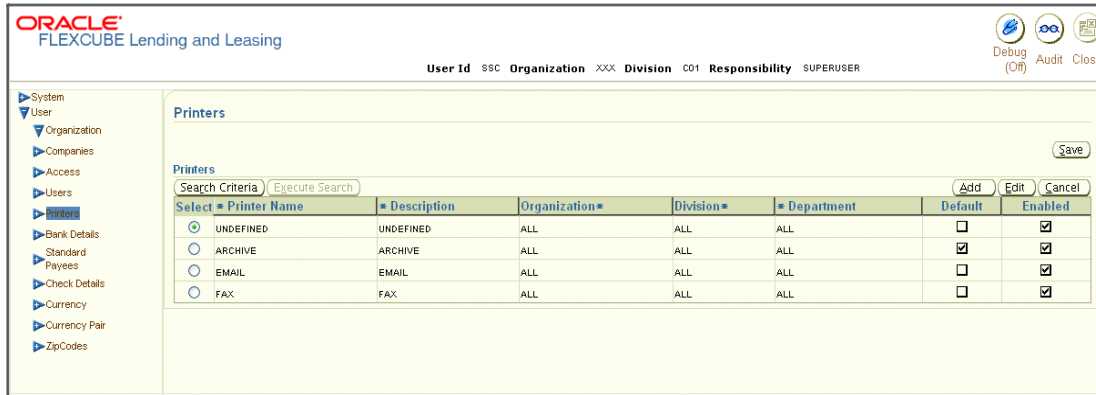 ORACLE®
FLEXCUBE Lending and Leasing
Debug (Off)
Audit
User Id SSC Organization XXX Division C01 Responsibility SUPERUSER
System
User
Organization
Companies
Access
Users
Printers
Bank Details
Standard Payees
Check Details
Currency
Currency Pair
ZipCodes
Printers
Save
Printers
Search Criteria Execute Search Add Edit Cancel
Select * Printer Name * Description Organization* Division* * Department Default Enabled
UNDEFINED UNDEFINED ALL ALL ALL
ARCHIVE ARCHIVE ALL ALL ALL
EMAIL EMAIL ALL ALL ALL
FAX FAX ALL ALL ALL